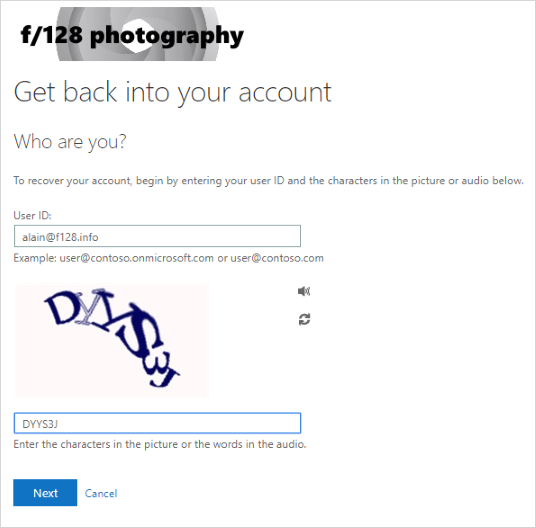 f/128 photography
Get back into your account
Who are you?
To recover your account, begin by entering your user ID and the characters in the picture or audio below.
User ID:
alain@f128.info
Example: user@contoso.onmicrosoft.com or user@contoso.com
DYYS3J
DYYS3J
Enter the characters in the picture or the words in the audio.
Next Cancel